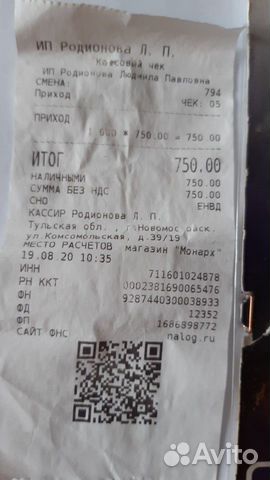 ИП Родионова Л. П.
Кассовый чек
ИП Родионова Людмила Павловна
СМЕНА: 794
Приход ЧЕК: 05
ПРИХОД
1.000 * 750.00 = 750.00
ИТОГ 750.00
НАЛИЧНЫМИ 750.00
СУММА БЕЗ НДС 750.00
СНО ЕНВД
КАССИР Родионова Л. П.
Тульская обл., г.Новомосковск,
ул.Комсомольская, д.39/19
МЕСТО РАСЧЕТОВ магазин "Монарх"
19.08.20 10:35
ИНН 711601024878
РН ККТ 0002381690065476
ФН 9287440300038933
ФД 12352
ФП 1686898772
САЙТ ФНС nalog.ru
Avito